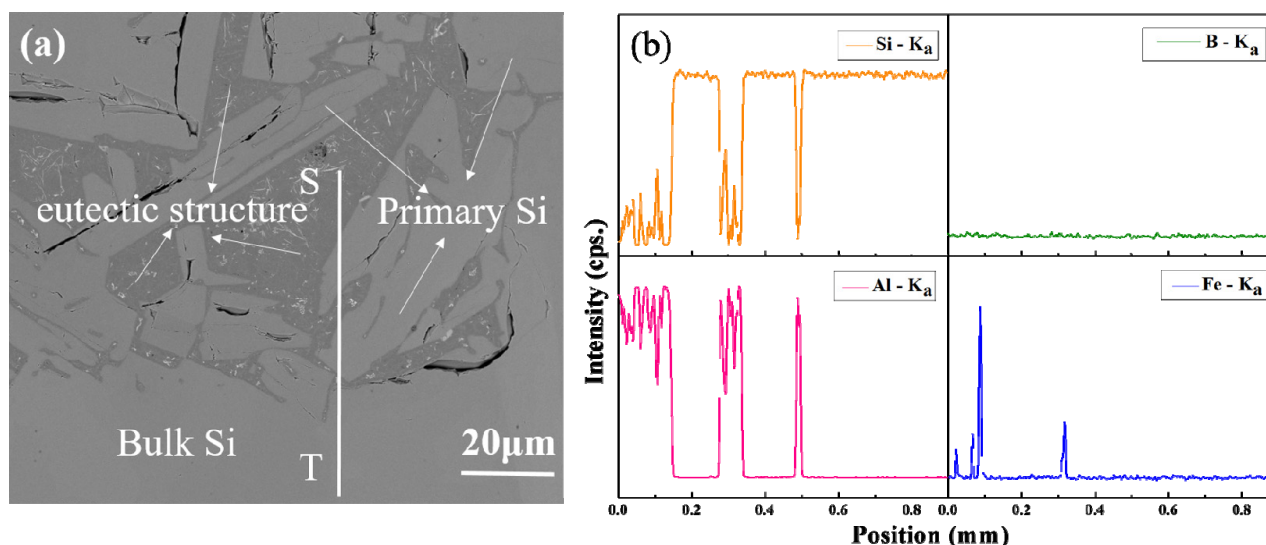 (a)
S
eutectic structure
Primary Si
Bulk Si
T
20μm
(b)
Si - Ka
B - Ka
Al - Ka
Fe - Ka
Intensity (cps.)
0.0 0.2 0.4 0.6 0.8 0.0 0.2 0.4 0.6 0.8
Position (mm)